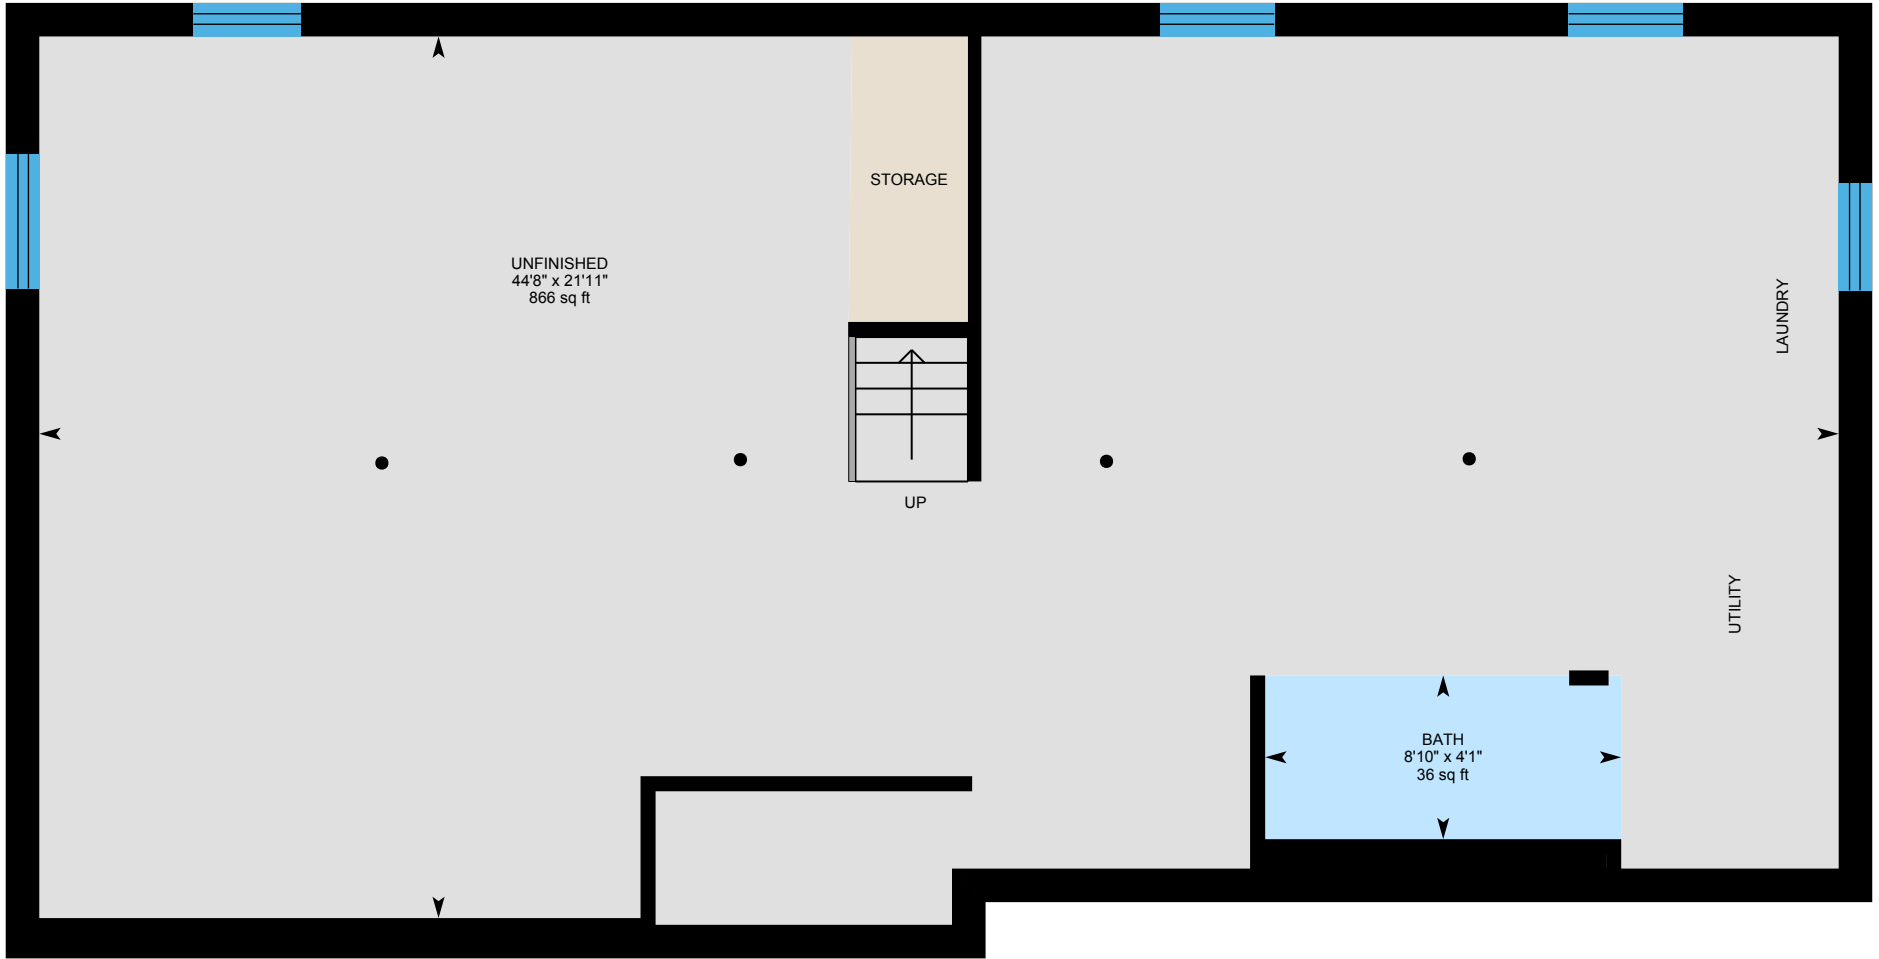 STORAGE
UNFINISHED
44'8" x 21'11"
866 sq ft
LAUNDRY
UP
UTILITY
BATH
8'10" x 4'1"
36 sq ft